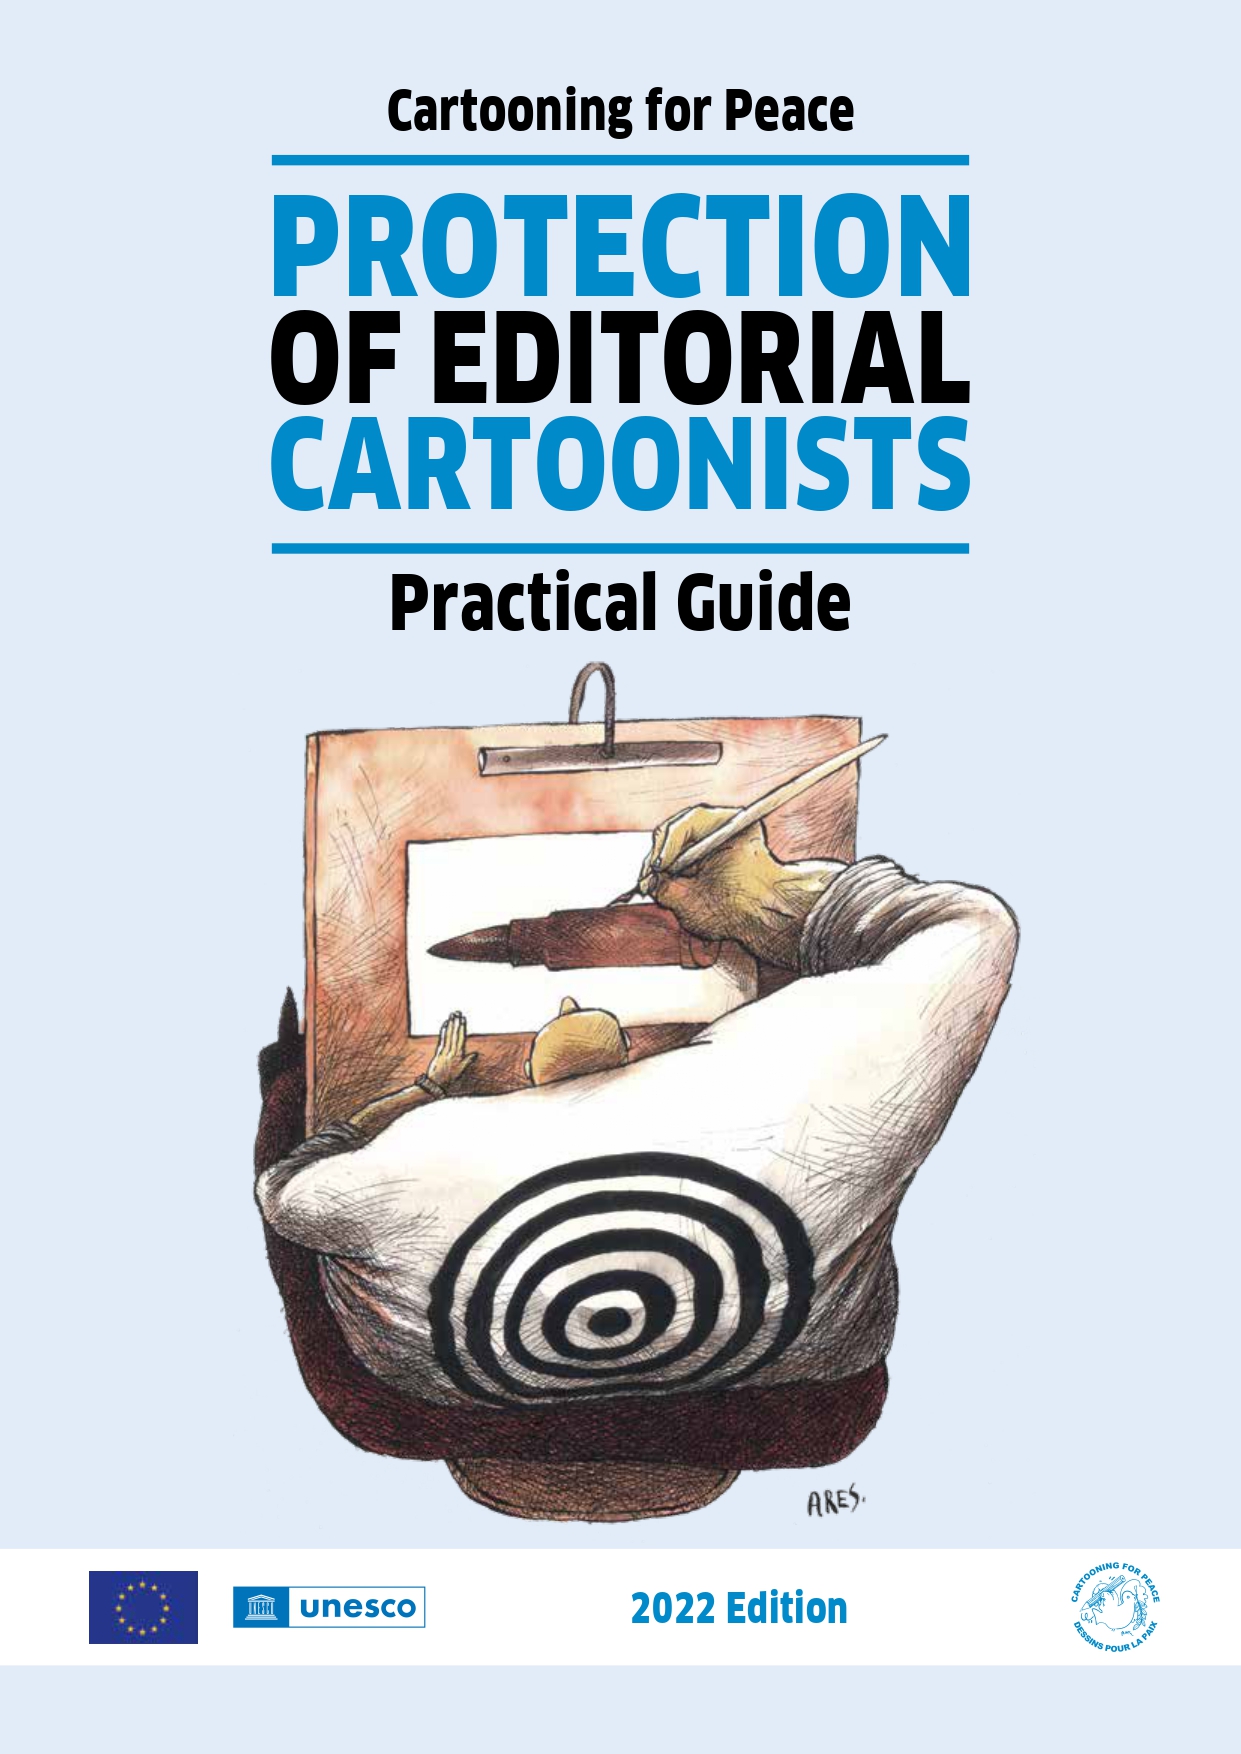 Cartooning for Peace
PROTECTION
OF EDITORIAL
CARTOONISTS
Practical Guide
ARES.
unesco
2022 Edition
CARTOONING FOR PEACE
DESSINS POUR LA PAIX